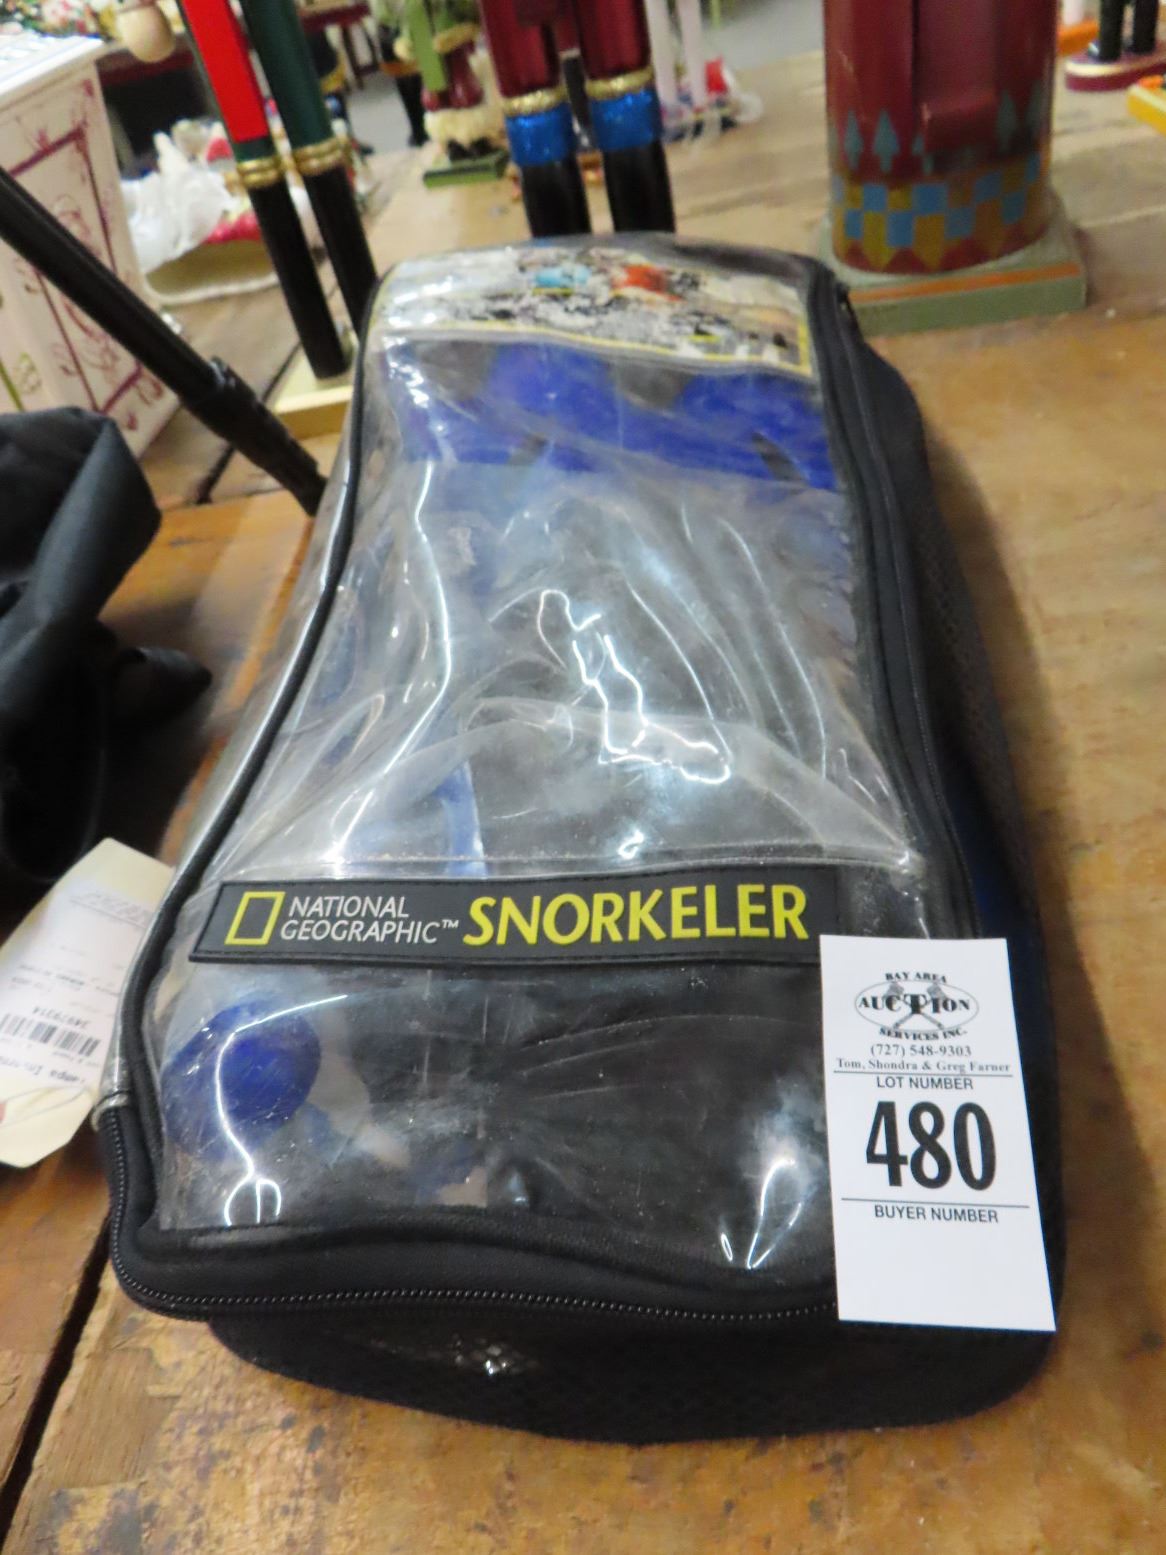 NATIONAL
GEOGRAPHIC™ SNORKELER
BAY AREA
AUCTION
SERVICES INC.
(727) 548-9303
Tom, Shondra & Greg Farner
LOT NUMBER
480
BUYER NUMBER
34979314